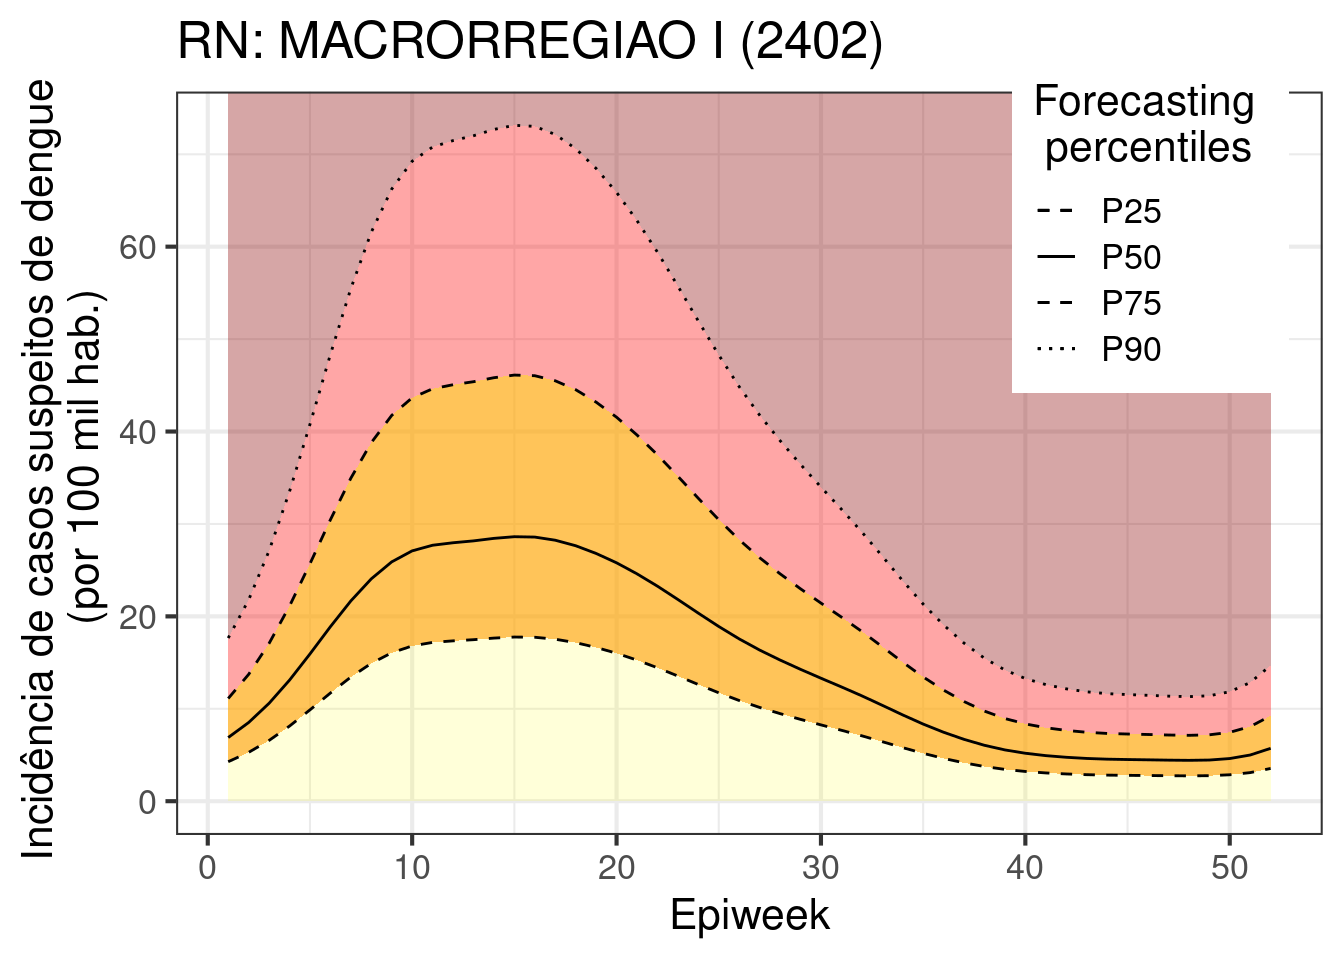 RN: MACRORREGIAO I (2402)
Incidência de casos suspeitos de dengue
(por 100 mil hab.)
60
40
20
0
Forecasting
percentiles
P25
P50
P75
P90
0 10 20 30 40 50
Epiweek